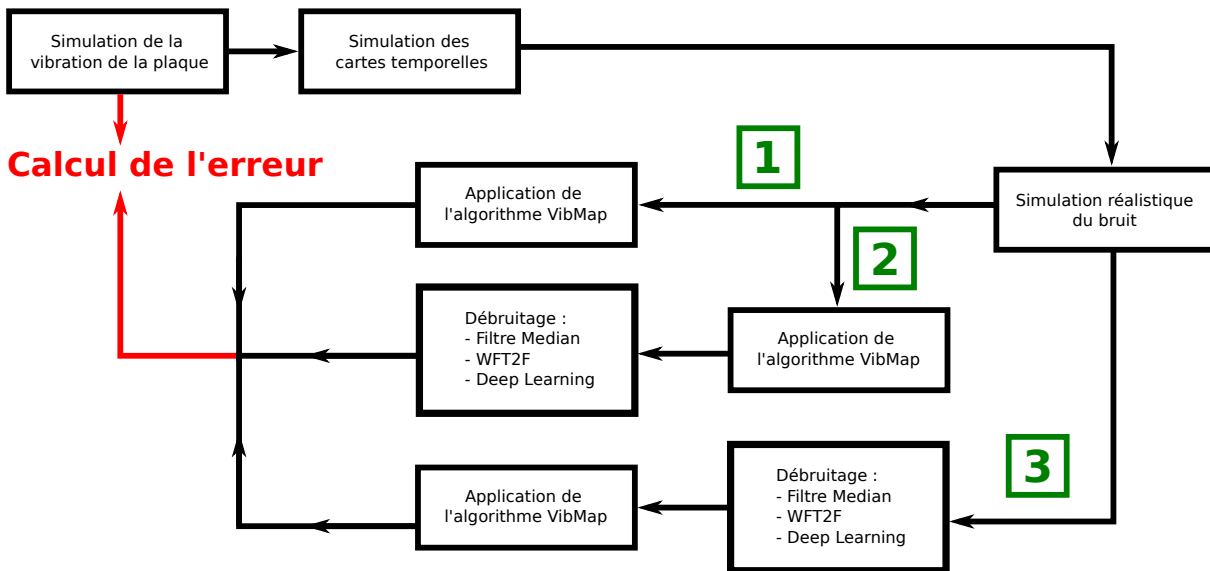 Simulation de la
vibration de la plaque
Simulation des
cartes temporelles
Calcul de l'erreur
1
Application de
l'algorithme VibMap
Simulation réalistique
du bruit
2
Débruitage :
- Filtre Median
- WFT2F
- Deep Learning
Application de
l'algorithme VibMap
3
Application de
l'algorithme VibMap
Débruitage :
- Filtre Median
- WFT2F
- Deep Learning